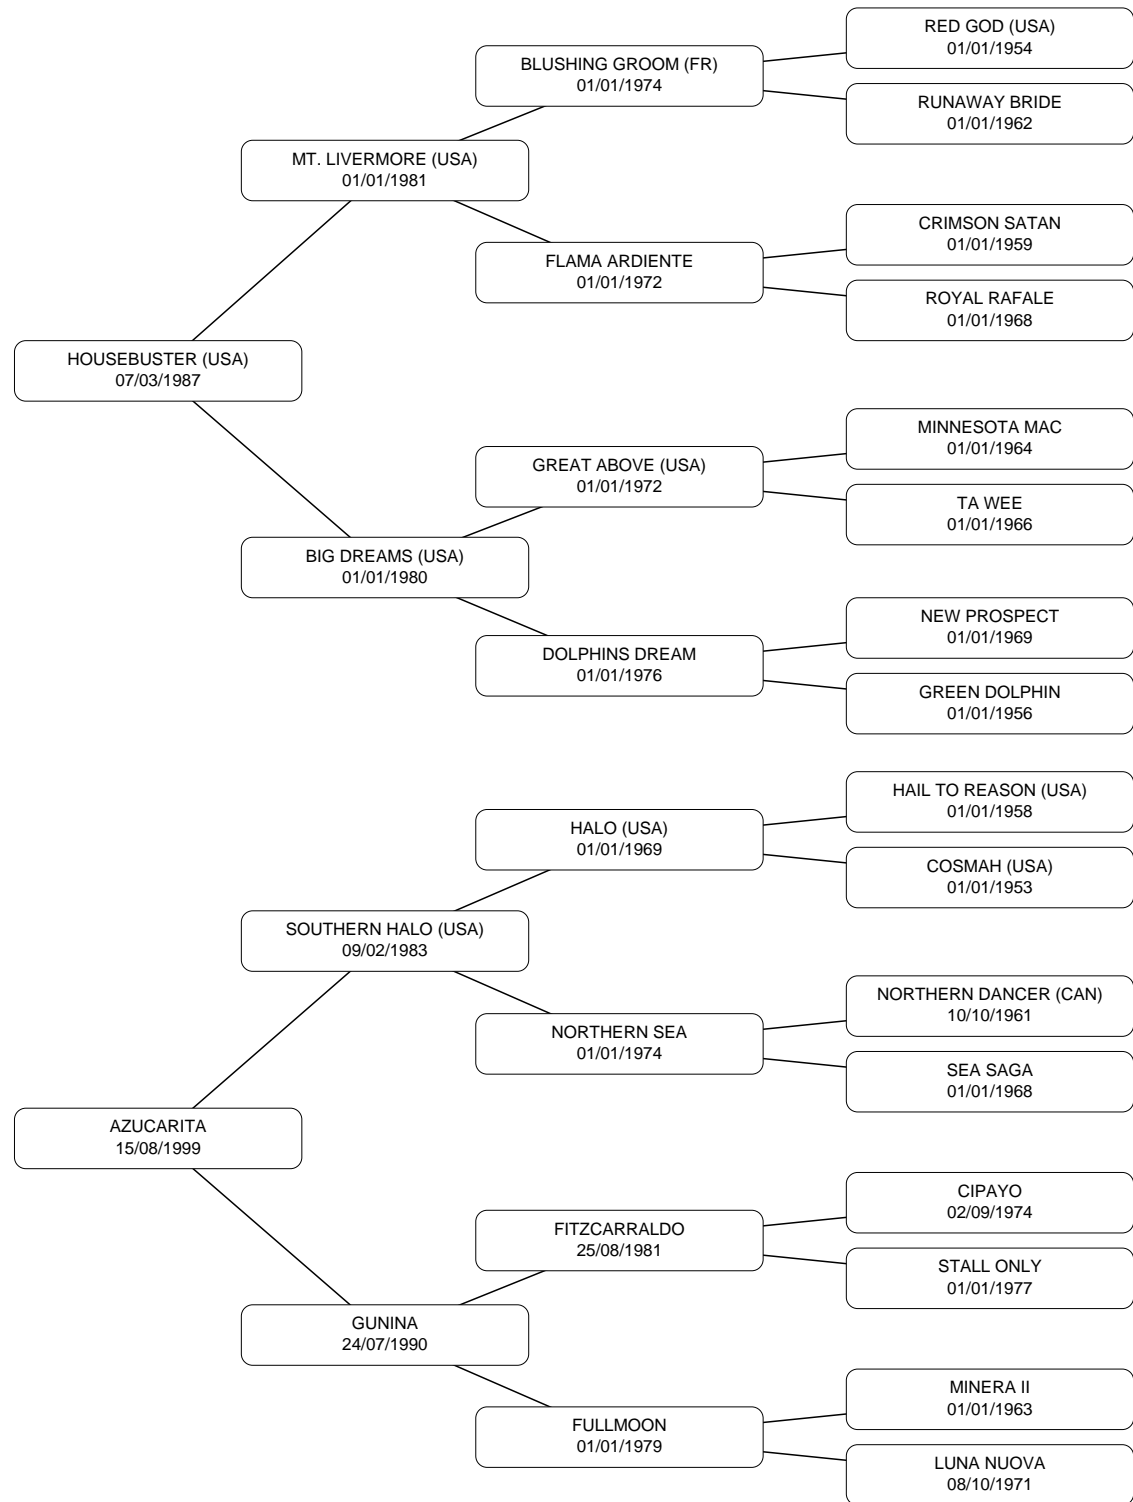 RED GOD (USA)
01/01/1954
BLUSHING GROOM (FR)
01/01/1974
RUNAWAY BRIDE
01/01/1962
MT. LIVERMORE (USA)
01/01/1981
CRIMSON SATAN
01/01/1959
FLAMA ARDIENTE
01/01/1972
ROYAL RAFALE
01/01/1968
HOUSEBUSTER (USA)
07/03/1987
MINNESOTA MAC
01/01/1964
GREAT ABOVE (USA)
01/01/1972
TA WEE
01/01/1966
BIG DREAMS (USA)
01/01/1980
NEW PROSPECT
01/01/1969
DOLPHINS DREAM
01/01/1976
GREEN DOLPHIN
01/01/1956
HAIL TO REASON (USA)
01/01/1958
HALO (USA)
01/01/1969
COSMAH (USA)
01/01/1953
SOUTHERN HALO (USA)
09/02/1983
NORTHERN DANCER (CAN)
10/10/1961
NORTHERN SEA
01/01/1974
SEA SAGA
01/01/1968
AZUCARITA
15/08/1999
CIPAYO
02/09/1974
FITZCARRALDO
25/08/1981
STALL ONLY
01/01/1977
GUNINA
24/07/1990
MINERA II
01/01/1963
FULLMOON
01/01/1979
LUNA NUOVA
08/10/1971